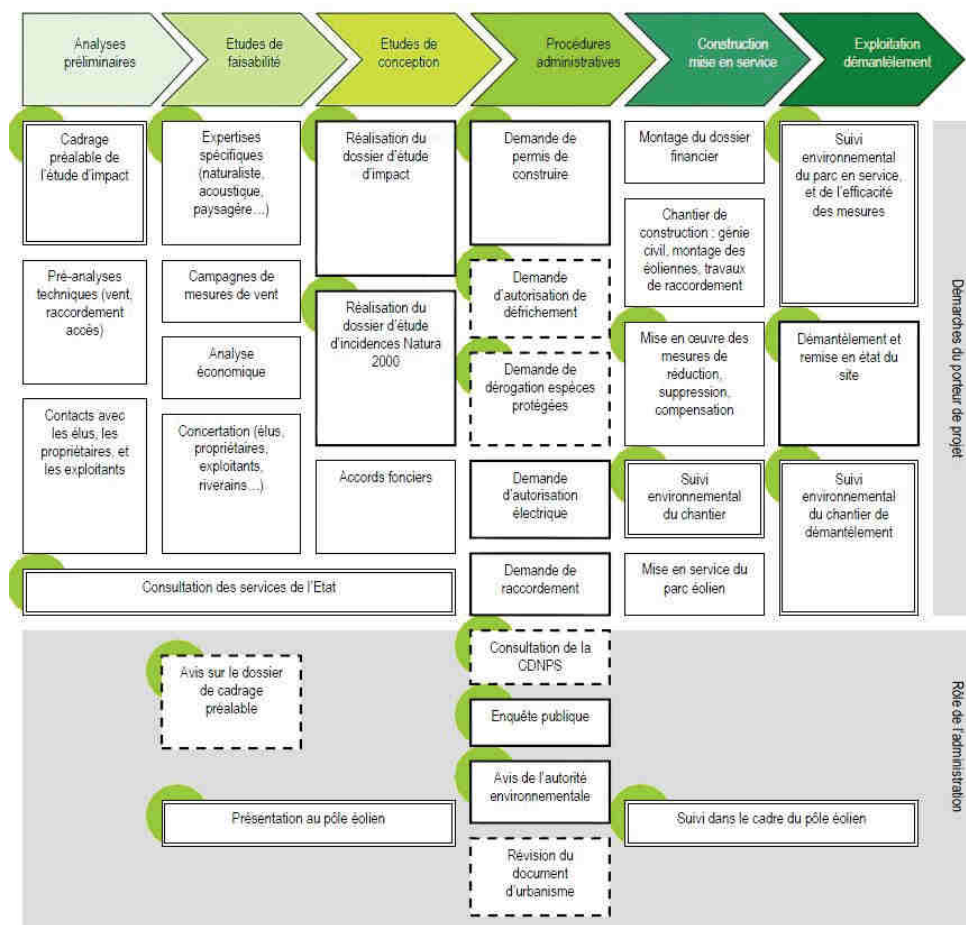 Analyses
préliminaires
Etudes de
faisabilité
Etudes de
conception
Procédures
administratives
Construction
mise en service
Exploitation
démantèlement
Cadrage
préalable de
l'étude d'impact
Pré-analyses
techniques (vent,
raccordement
accès)
Contacts avec
les élus, les
propriétaires, et
les exploitants
Expertises
spécifiques
(naturaliste,
acoustique,
paysagère…)
Campagnes de
mesures de vent
Analyse
économique
Concertation (élus,
propriétaires,
exploitants,
riverains…)
Réalisation du
dossier d'étude
d'impact
Réalisation du
dossier d'étude
d'incidences Natura
2000
Accords fonciers
Consultation des services de l'Etat
Demande de
permis de
construire
Demande
d'autorisation de
défrichement
Demande de
dérogation espèces
protégées
Demande
d'autorisation
électrique
Demande de
raccordement
Montage du dossier
financier
Chantier de
construction : génie
civil, montage des
éoliennes, travaux
de raccordement
Mise en œuvre des
mesures de
réduction,
suppression,
compensation
Suivi
environnemental
du chantier
Mise en service du
parc éolien
Suivi
environnemental
du parc en service,
et de l'efficacité
des mesures
Démantèlement et
remise en état du
site
Suivi
environnemental
du chantier de
démantèlement
Démarches du porteur de projet
Avis sur le dossier
de cadrage
préalable
Présentation au pôle éolien
Consultation de la
CDNPS
Enquête publique
Avis de l'autorité
environnementale
Révision du
document
d'urbanisme
Suivi dans le cadre du pôle éolien
Rôle de l'administration